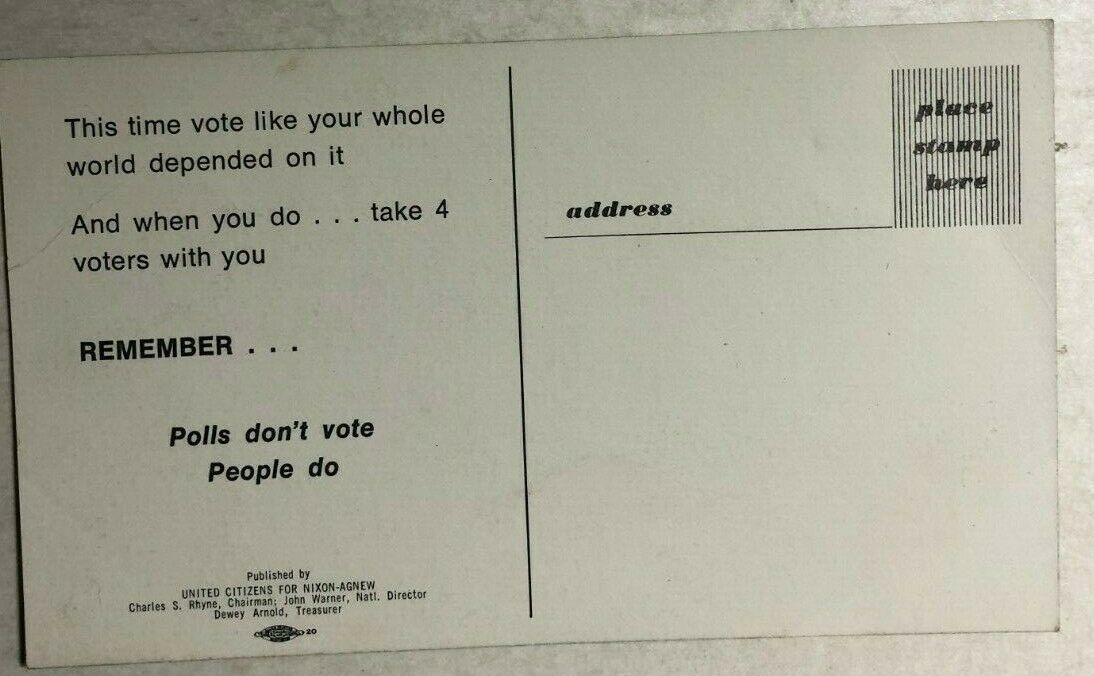 This time vote like your whole
world depended on it
And when you do . . . take 4
voters with you
REMEMBER . . .
Polls don't vote
People do
Published by
UNITED CITIZENS FOR NIXON-AGNEW
Charles S. Rhyne, Chairman; John Warner, Natl. Director
Dewey Arnold, Treasurer
20
address
place
stamp
here